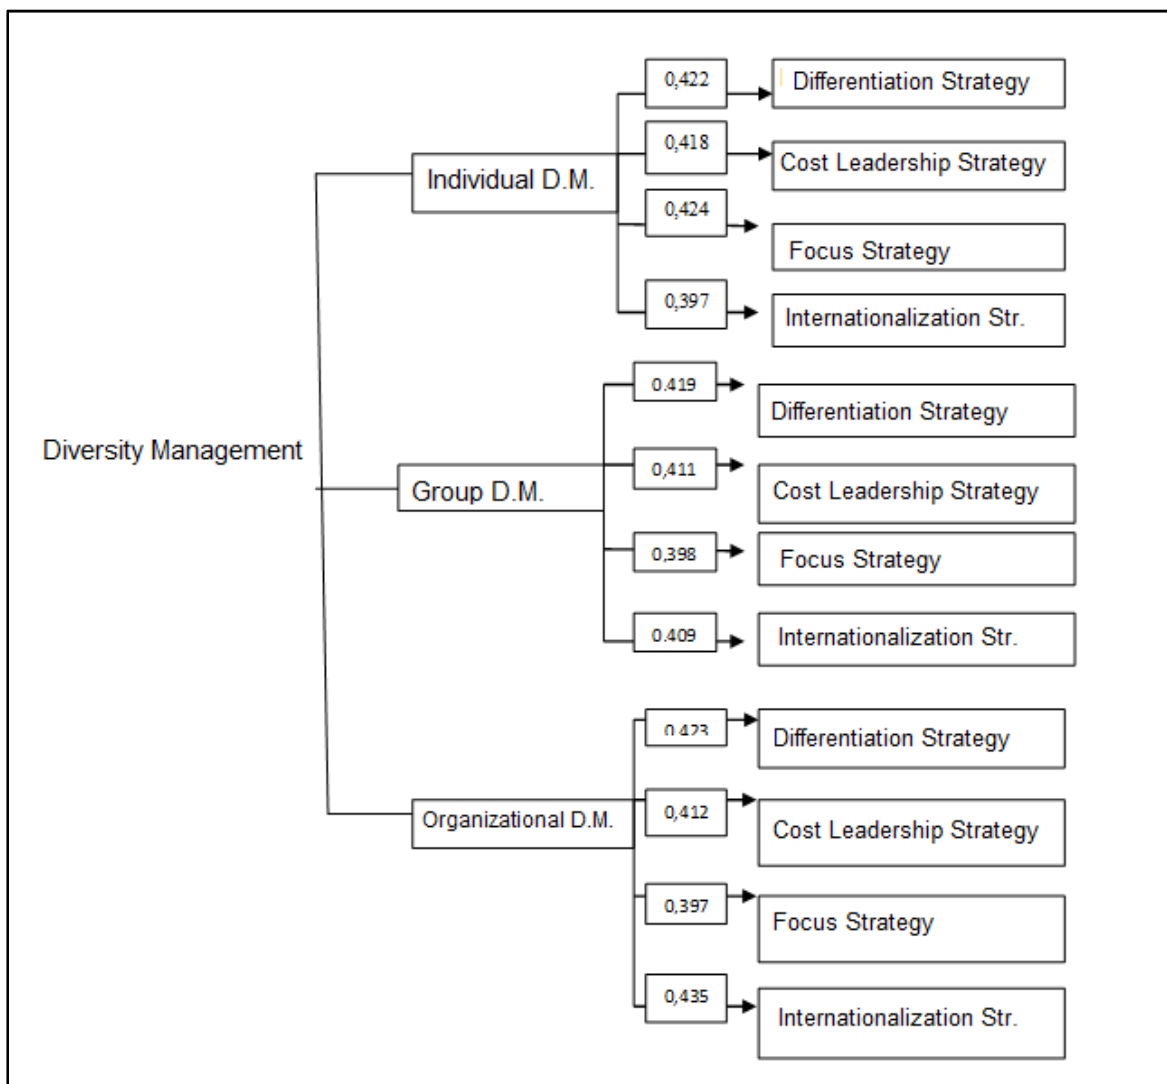 0,422
Differentiation Strategy
0,418
Cost Leadership Strategy
Individual D.M.
0,424
Focus Strategy
0,397
Internationalization Str.
0.419
Differentiation Strategy
Diversity Management
0,411
Cost Leadership Strategy
Group D.M.
0,398
Focus Strategy
0.409
Internationalization Str.
0.423
Differentiation Strategy
0,412
Cost Leadership Strategy
Organizational D.M.
0,397
Focus Strategy
0,435
Internationalization Str.